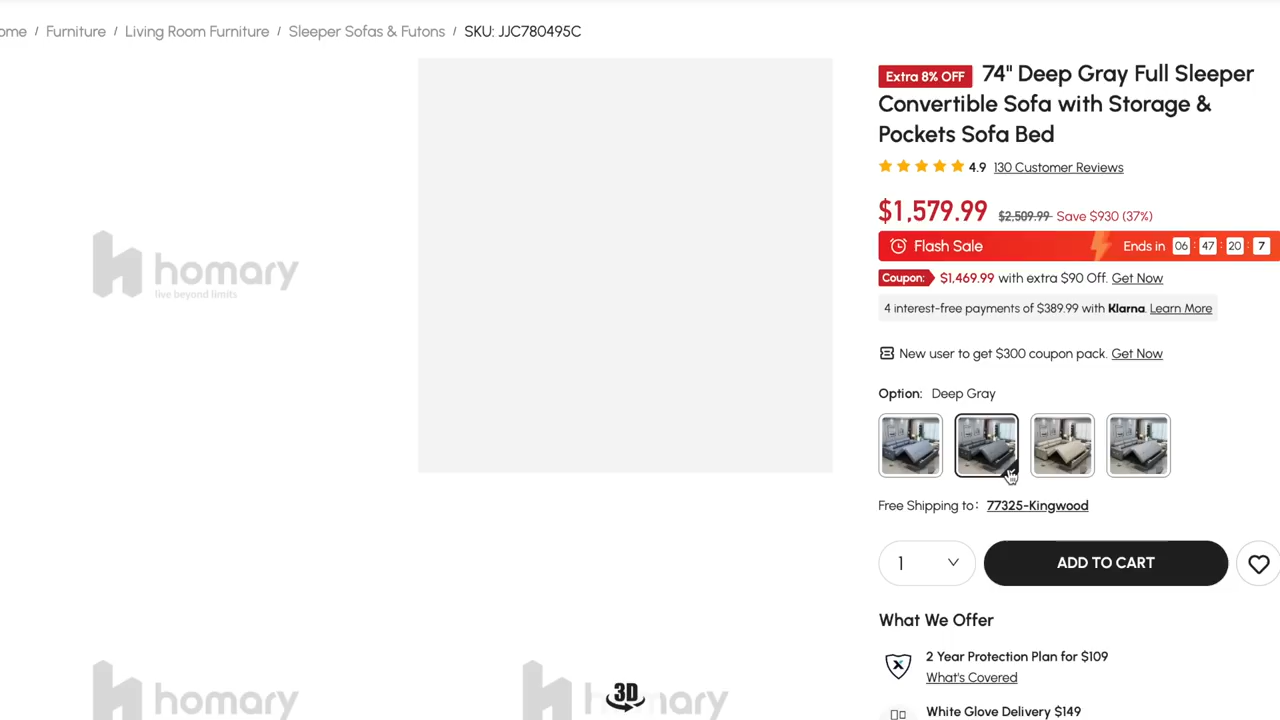 ome / Furniture / Living Room Furniture / Sleeper Sofas & Futons / SKU: JJC780495C
Extra 8% OFF 74" Deep Gray Full Sleeper
Convertible Sofa with Storage &
Pockets Sofa Bed
4.9 130 Customer Reviews
$1,579.99 $2,509.99 Save $930 (37%)
Flash Sale Ends in 06 : 47 : 20 : 7
Coupon: $1,469.99 with extra $90 Off. Get Now
4 interest-free payments of $389.99 with Klarna. Learn More
New user to get $300 coupon pack. Get Now
Option: Deep Gray
Free Shipping to: 77325-Kingwood
1 ADD TO CART
What We Offer
2 Year Protection Plan for $109
What's Covered
White Glove Delivery $149
homary
live beyond limits
homary
homary
3D